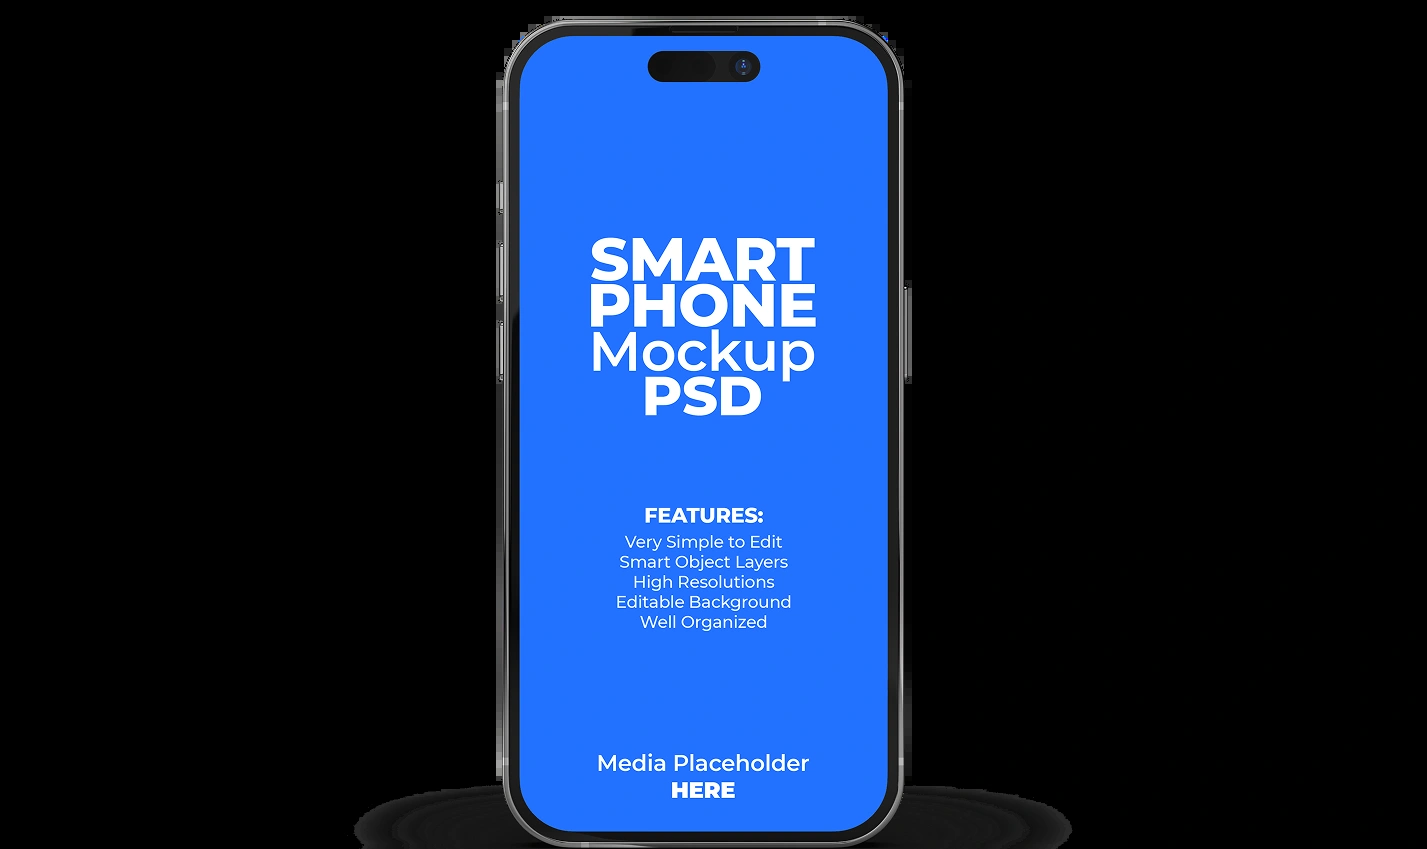 SMART
PHONE
Mockup
PSD
FEATURES:
Very Simple to Edit
Smart Object Layers
High Resolutions
Editable Background
Well Organized
Media Placeholder
HERE